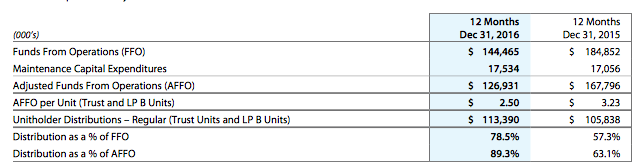 12 Months 12 Months
(000's) Dec 31, 2016 Dec 31, 2015
Funds From Operations (FFO) $ 144,465 $ 184,852
Maintenance Capital Expenditures 17,534 17,056
Adjusted Funds From Operations (AFFO) $ 126,931 $ 167,796
AFFO per Unit (Trust and LP B Units) $ 2.50 $ 3.23
Unitholder Distributions – Regular (Trust Units and LP B Units) $ 113,390 $ 105,838
Distribution as a % of FFO 78.5% 57.3%
Distribution as a % of AFFO 89.3% 63.1%